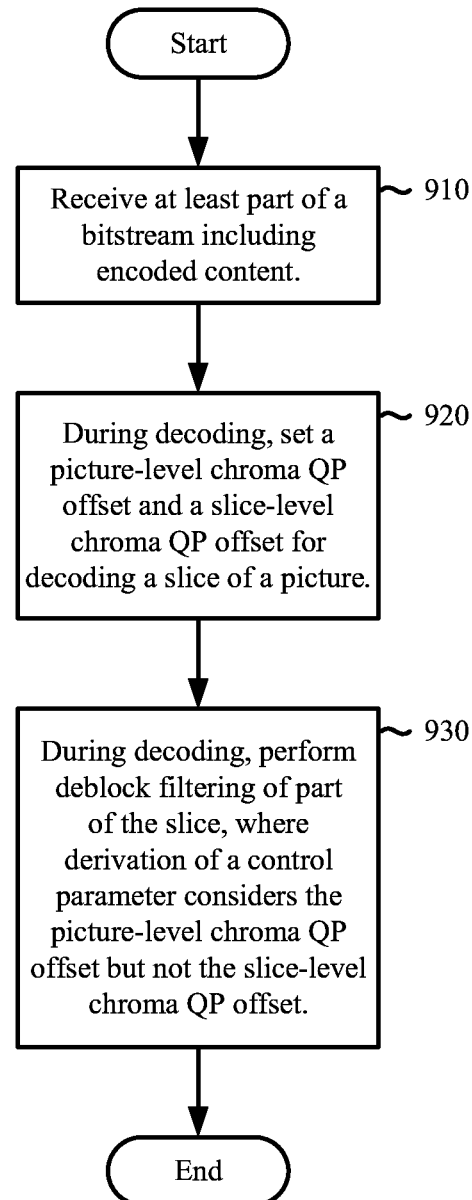 Start
Receive at least part of a
bitstream including
encoded content.
910
During decoding, set a
picture-level chroma QP
offset and a slice-level
chroma QP offset for
decoding a slice of a picture.
920
During decoding, perform
deblock filtering of part
of the slice, where
derivation of a control
parameter considers the
picture-level chroma QP
offset but not the slice-level
chroma QP offset.
930
End